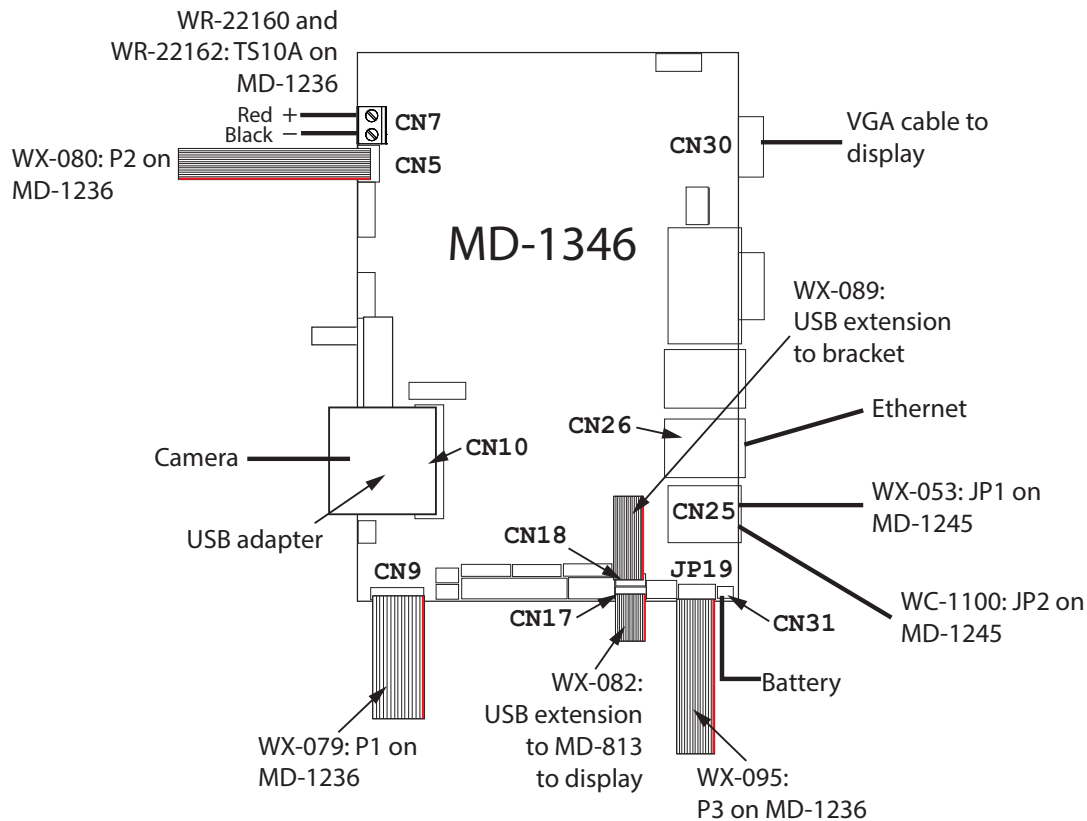 WR-22160 and
WR-22162: TS10A on
MD-1236
Red +
Black −
CN7
WX-080: P2 on
MD-1236
CN5
CN30
VGA cable to
display
MD-1346
WX-089:
USB extension
to bracket
CN26
Ethernet
Camera
CN10
USB adapter
CN25
WX-053: JP1 on
MD-1245
CN18
CN9
JP19
CN17
CN31
WC-1100: JP2 on
MD-1245
WX-082:
USB extension
to MD-813
to display
Battery
WX-079: P1 on
MD-1236
WX-095:
P3 on MD-1236